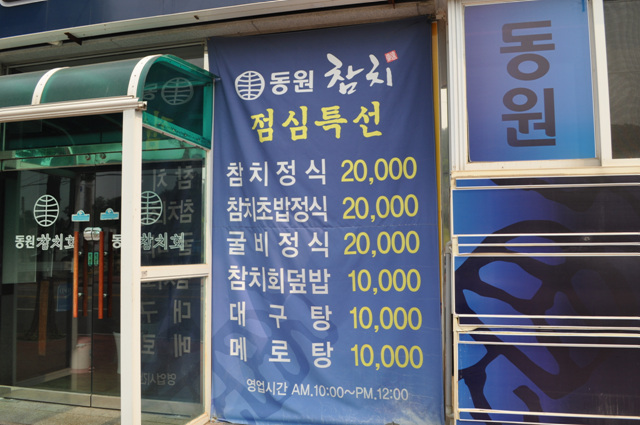 동원 참치
점심특선
참치정식 20,000
참치초밥정식 20,000
굴비정식 20,000
참치회덮밥 10,000
대구탕 10,000
메로탕 10,000
영업시간 AM.10:00~PM.12:00
동원
동원참치회
동원참치회